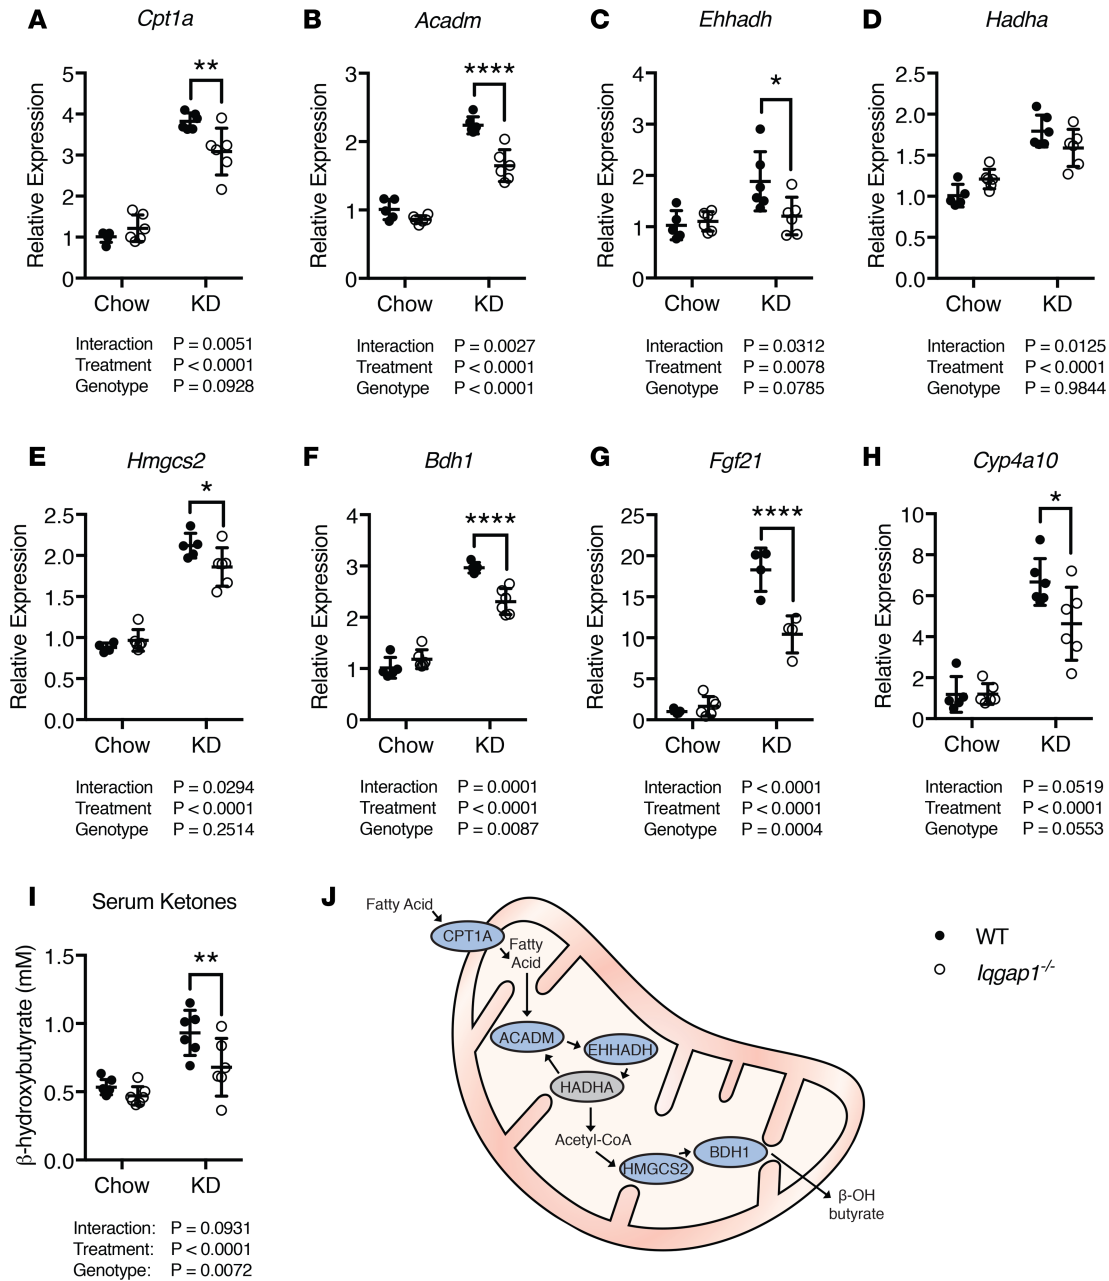 A
Cpt1a
Relative Expression
5
4
3
2
1
0
**
Chow
KD
Interaction P = 0.0051
Treatment P < 0.0001
Genotype P = 0.0928
B
Acadm
Relative Expression
3
2
1
0
****
Chow
KD
Interaction P = 0.0027
Treatment P < 0.0001
Genotype P < 0.0001
C
Ehhadh
Relative Expression
4
3
2
1
0
*
Chow
KD
Interaction P = 0.0312
Treatment P = 0.0078
Genotype P = 0.0785
D
Hadha
Relative Expression
2.5
2.0
1.5
1.0
0.5
0.0
Chow
KD
Interaction P = 0.0125
Treatment P < 0.0001
Genotype P = 0.9844
E
Hmgcs2
Relative Expression
2.5
2.0
1.5
1.0
0.5
0.0
*
Chow
KD
Interaction P = 0.0294
Treatment P < 0.0001
Genotype P = 0.2514
F
Bdh1
Relative Expression
4
3
2
1
0
****
Chow
KD
Interaction P = 0.0001
Treatment P < 0.0001
Genotype P = 0.0087
G
Fgf21
Relative Expression
25
20
15
10
5
0
****
Chow
KD
Interaction P < 0.0001
Treatment P < 0.0001
Genotype P = 0.0004
H
Cyp4a10
Relative Expression
10
8
6
4
2
0
*
Chow
KD
Interaction P = 0.0519
Treatment P < 0.0001
Genotype P = 0.0553
I
Serum Ketones
β-hydroxybutyrate (mM)
1.5
1.0
0.5
0.0
**
Chow
KD
Interaction: P = 0.0931
Treatment: P < 0.0001
Genotype: P = 0.0072
J
Fatty Acid
CPT1A
Fatty
Acid
ACADM
EHHADH
HADHA
Acetyl-CoA
HMGCS2
BDH1
β-OH
butyrate
WT
Iqgap1-/-